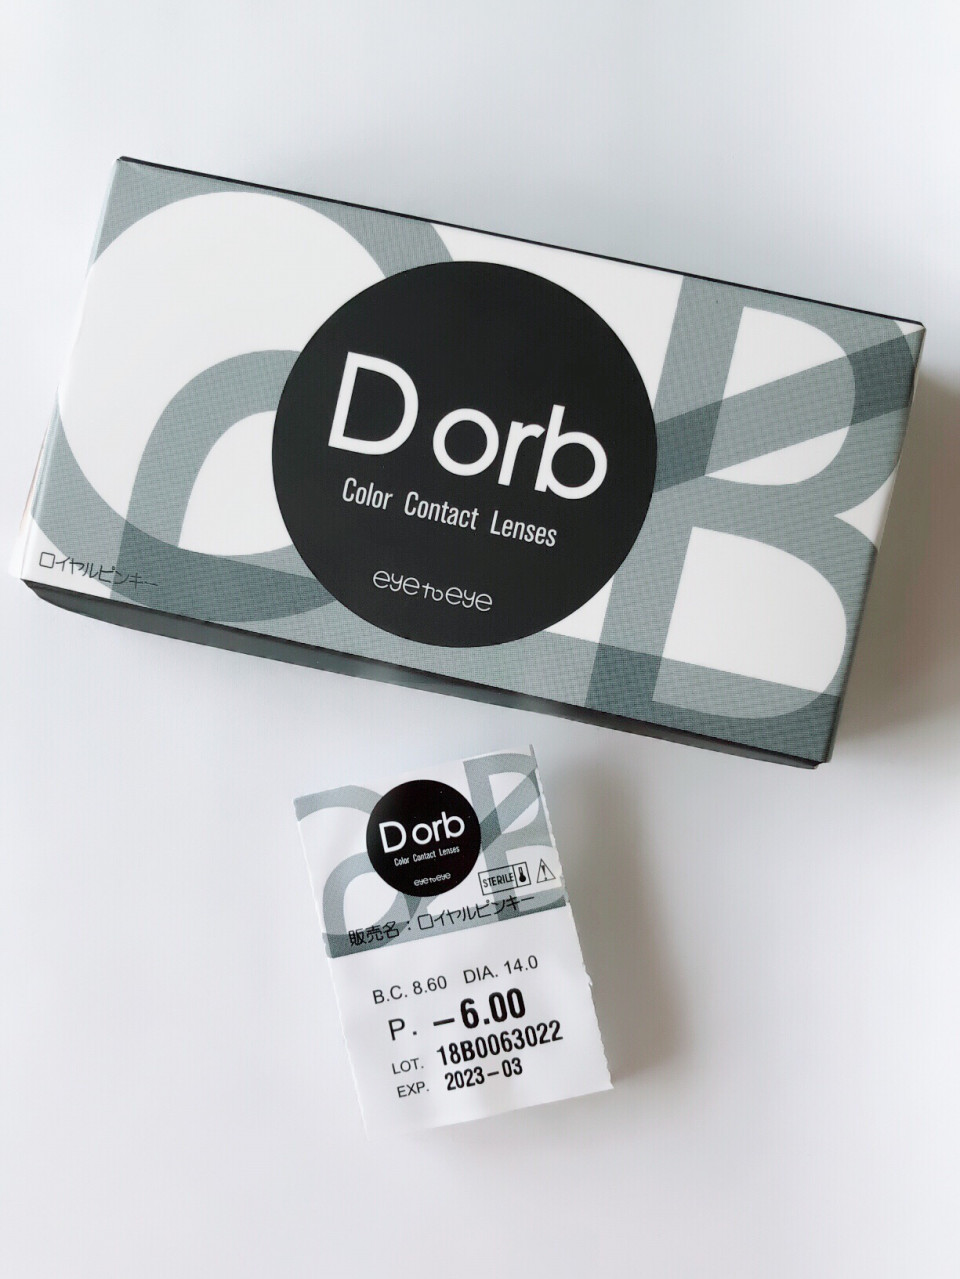 D orb
Color Contact Lenses
eye to eye
ロイヤルピンキー
D orb
Color Contact Lenses
eye to eye
STERILE
販売名：ロイヤルピンキー
B.C. 8.60 DIA. 14.0
P. －6.00
LOT. 18B0063022
EXP. 2023－03